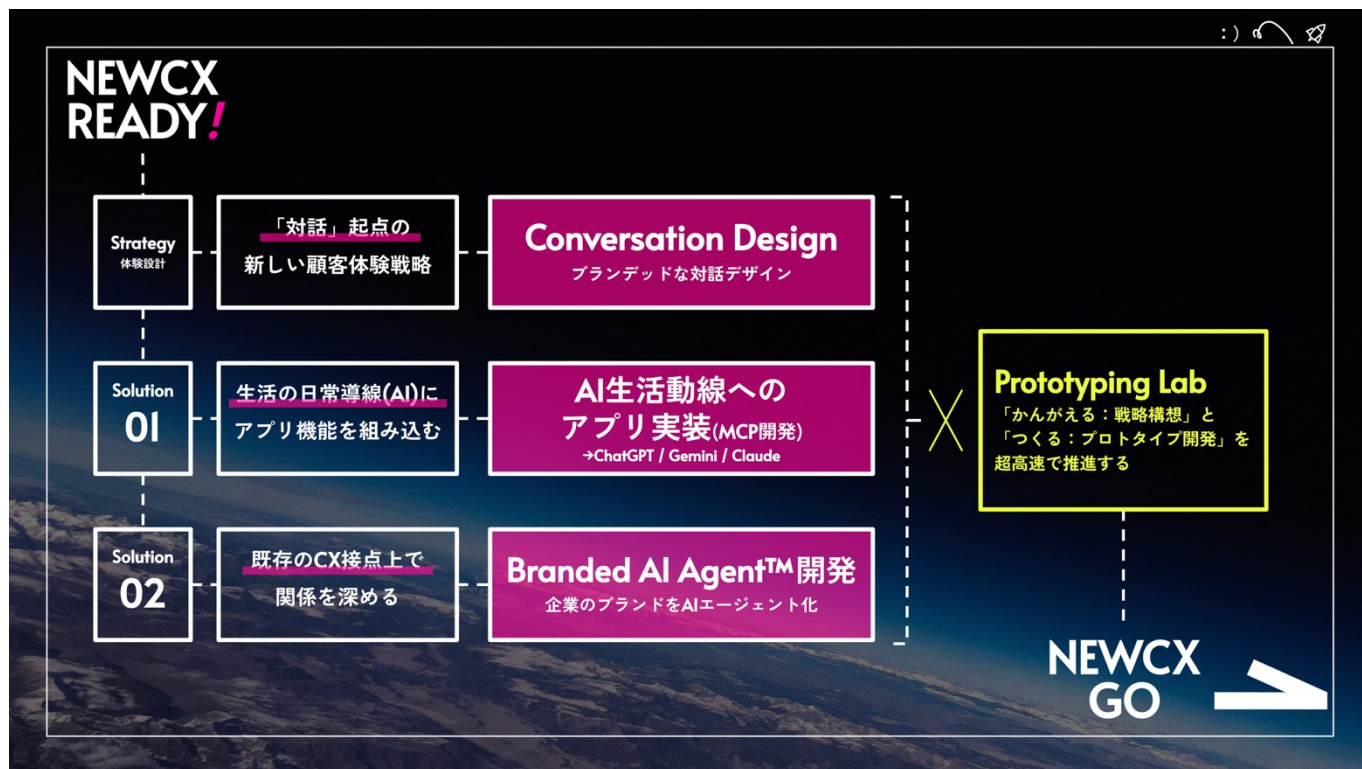 :)
NEWCX
READY!
Strategy
体験設計
「対話」起点の
新しい顧客体験戦略
Conversation Design
ブランデッドな対話デザイン
Solution
01
生活の日常導線(AI)に
アプリ機能を組み込む
AI生活動線への
アプリ実装(MCP開発)
→ChatGPT / Gemini / Claude
Solution
02
既存のCX接点上で
関係を深める
Branded AI Agent™開発
企業のブランドをAIエージェント化
Prototyping Lab
「かんがえる：戦略構想」と
「つくる：プロトタイプ開発」を
超高速で推進する
NEWCX
GO